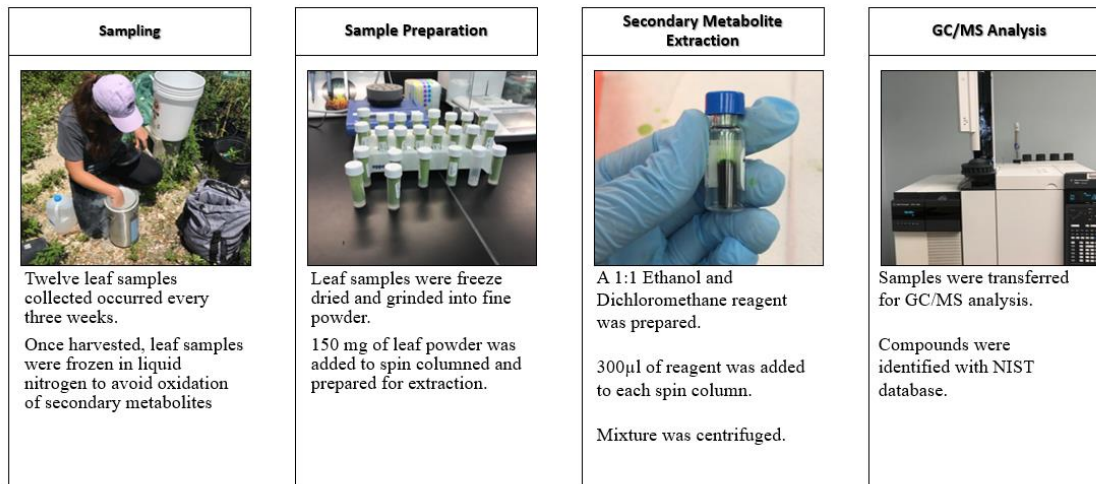 Sampling
Twelve leaf samples
collected occurred every
three weeks.
Once harvested, leaf samples
were frozen in liquid
nitrogen to avoid oxidation
of secondary metabolites
Sample Preparation
Leaf samples were freeze
dried and grinded into fine
powder.
150 mg of leaf powder was
added to spin columned and
prepared for extraction.
Secondary Metabolite
Extraction
A 1:1 Ethanol and
Dichloromethane reagent
was prepared.
300µl of reagent was added
to each spin column.
Mixture was centrifuged.
GC/MS Analysis
Samples were transferred
for GC/MS analysis.
Compounds were
identified with NIST
database.